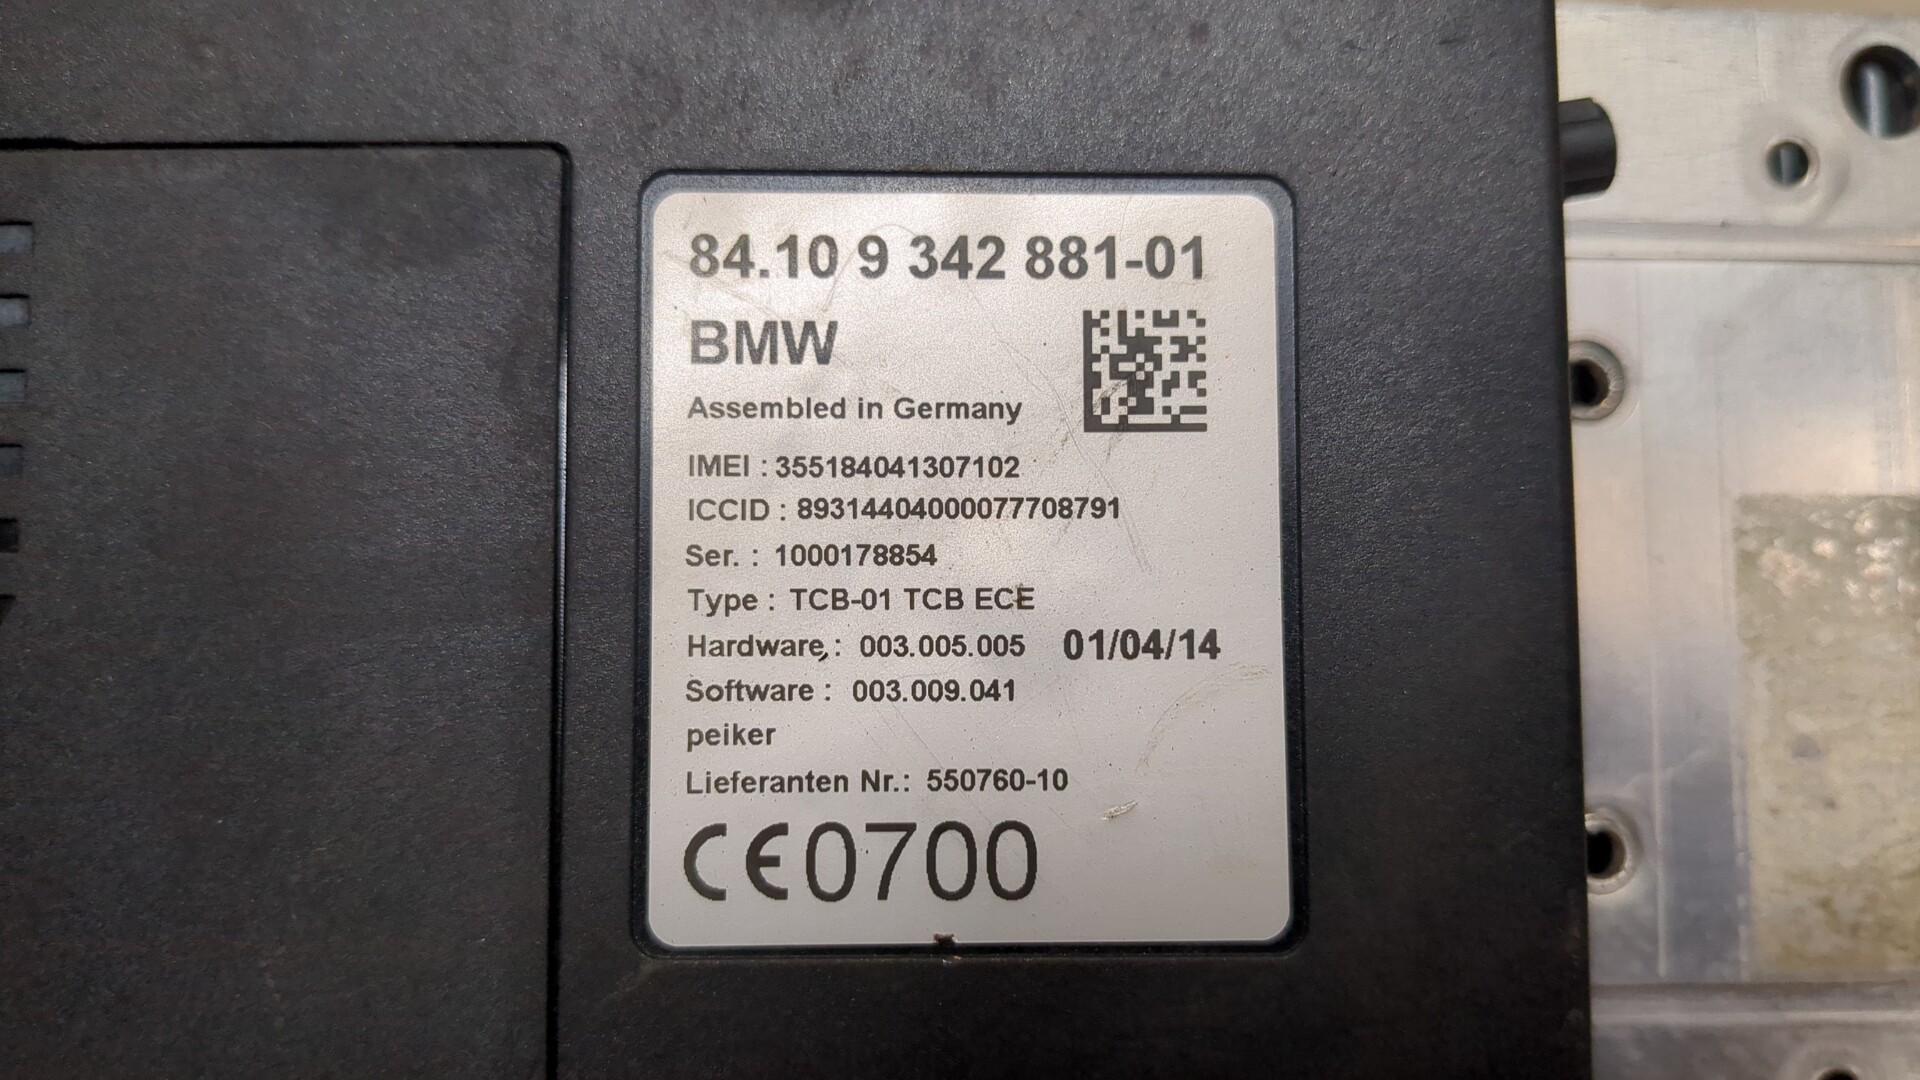 84.10 9 342 881-01
BMW
Assembled in Germany
IMEI : 355184041307102
ICCID : 89314404000077708791
Ser. : 1000178854
Type : TCB-01 TCB ECE
Hardware : 003.005.005 01/04/14
Software : 003.009.041
peiker
Lieferanten Nr.: 550760-10
CE0700